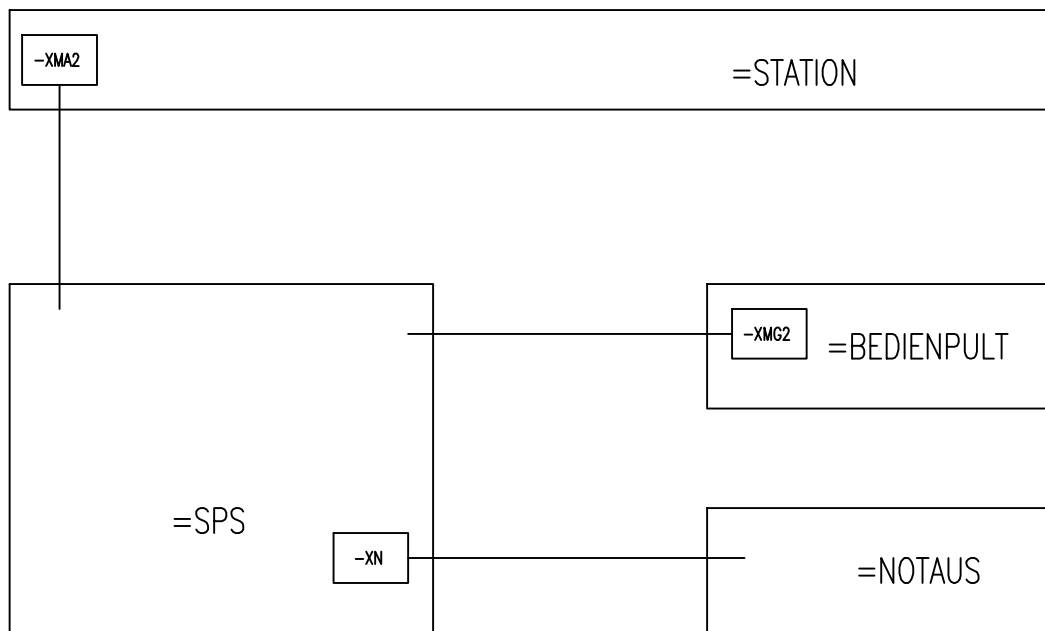 -XMA2
=STATION
-XMG2
=BEDIENPULT
=SPS
-XN
=NOTAUS